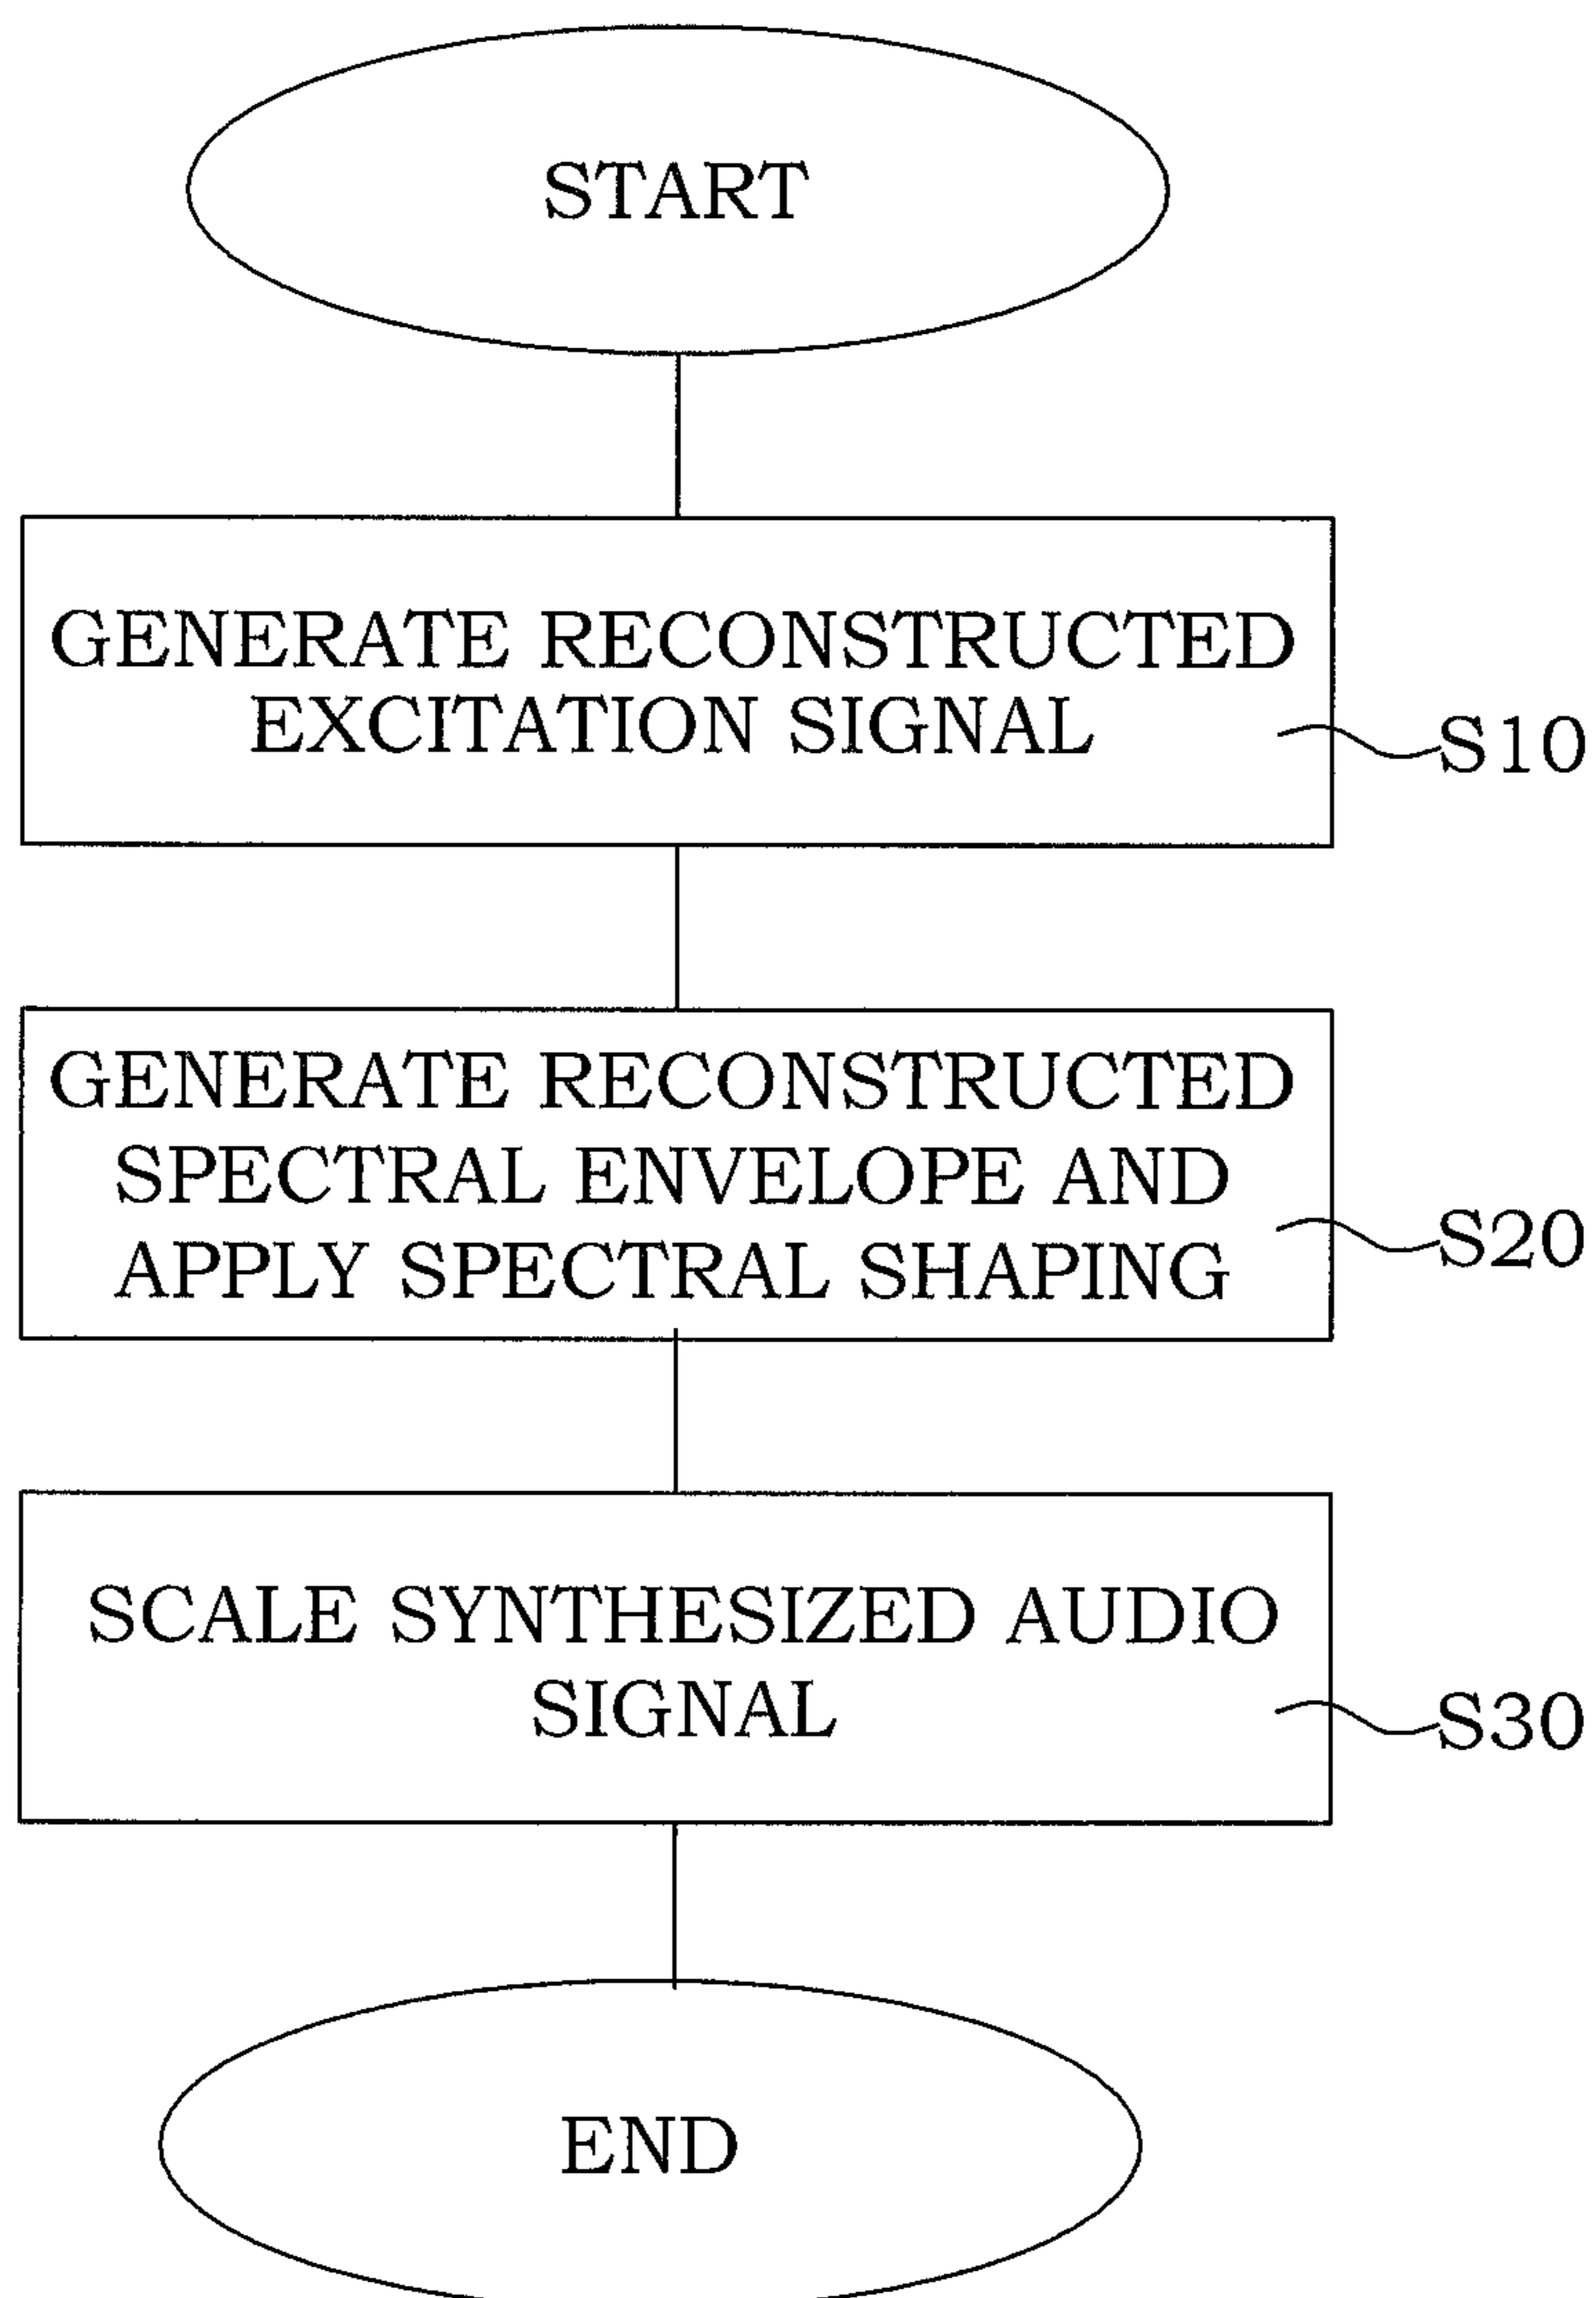 START
GENERATE RECONSTRUCTED
EXCITATION SIGNAL
S10
GENERATE RECONSTRUCTED
SPECTRAL ENVELOPE AND
APPLY SPECTRAL SHAPING
S20
SCALE SYNTHESIZED AUDIO
SIGNAL
S30
END